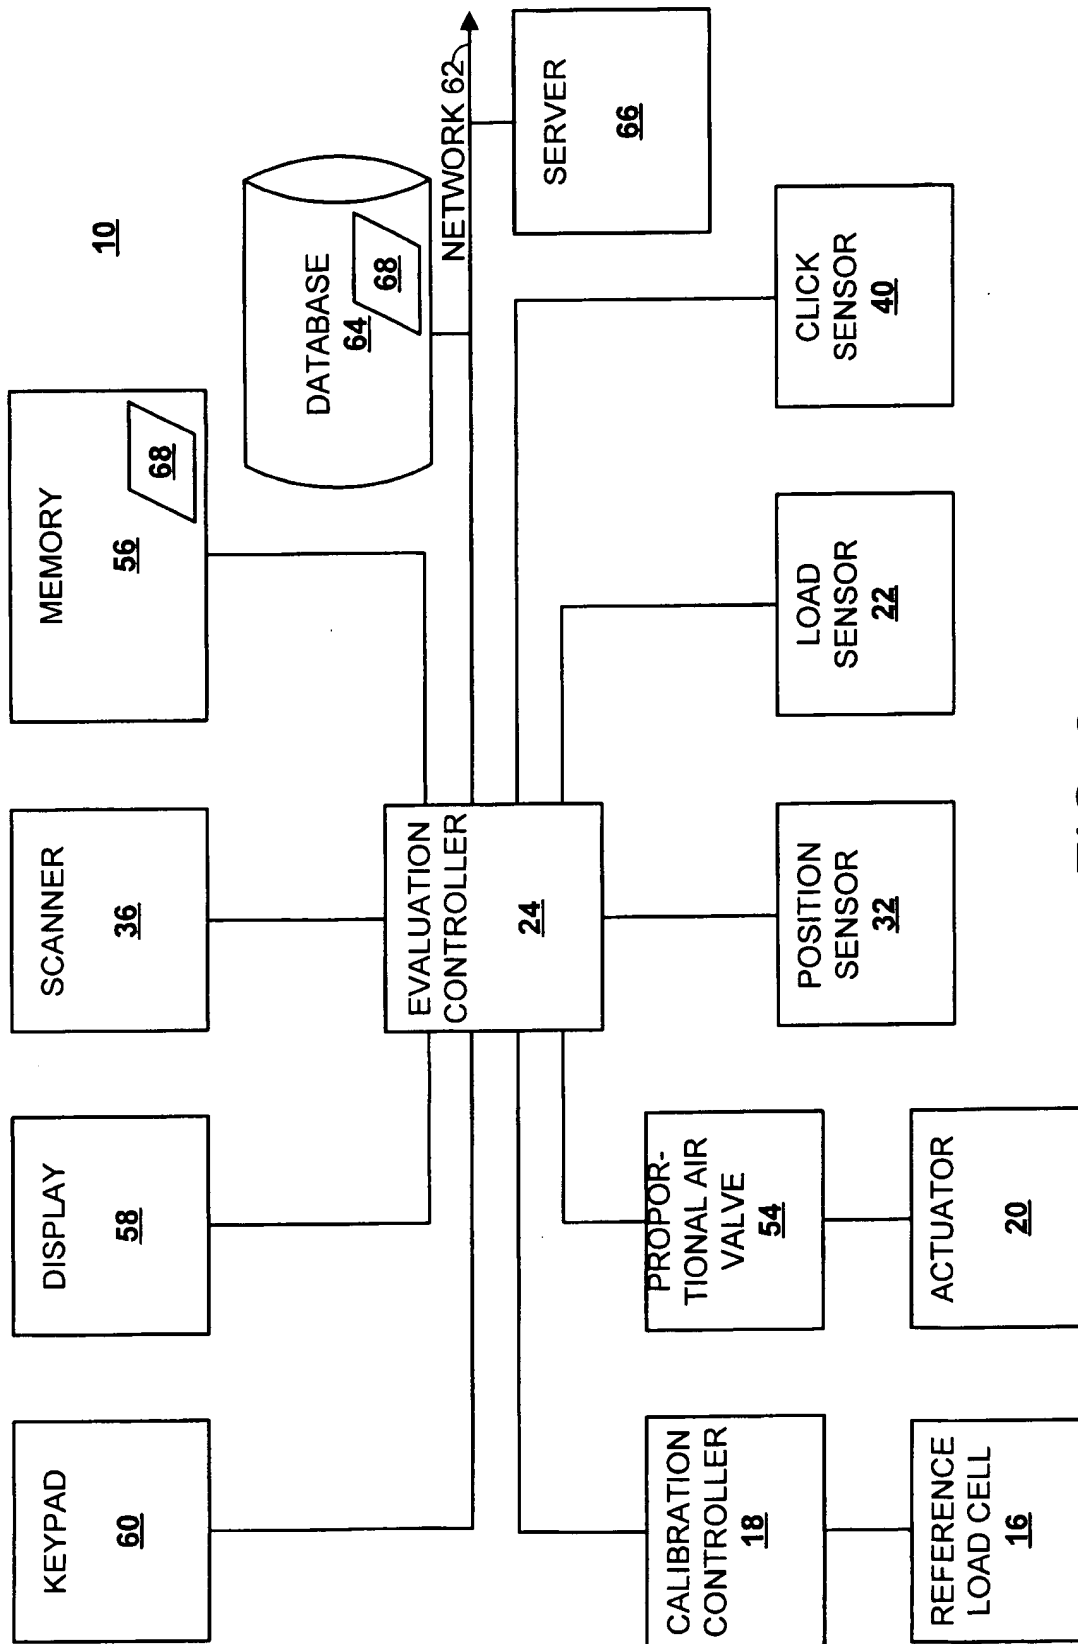 KEYPAD
60
DISPLAY
58
SCANNER
36
MEMORY
56
68
10
DATABASE
64
68
NETWORK 62
EVALUATION
CONTROLLER
24
SERVER
66
CALIBRATION
CONTROLLER
18
PROPOR-
TIONAL AIR
VALVE
54
POSITION
SENSOR
32
LOAD
SENSOR
22
CLICK
SENSOR
40
REFERENCE
LOAD CELL
16
ACTUATOR
20